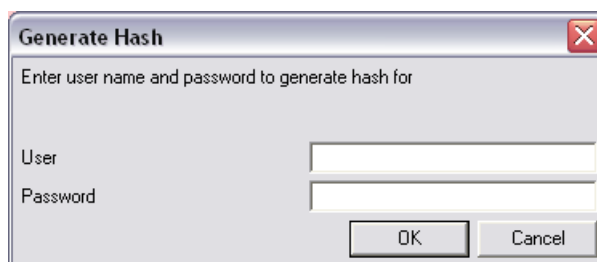 Generate Hash
Enter user name and password to generate hash for
User
Password
OK Cancel